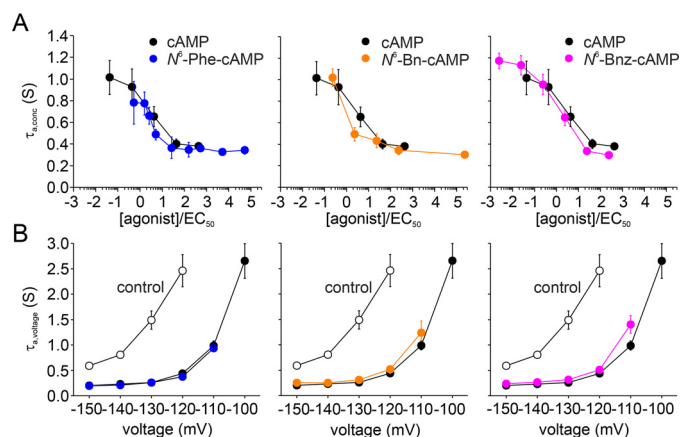 A
cAMP
N⁶-Phe-cAMP
cAMP
N⁶-Bn-cAMP
cAMP
N⁶-Bnz-cAMP
τa,conc (S)
1.4
1.2
1.0
0.8
0.6
0.4
0.2
0.0
-3 -2 -1 0 1 2 3 4 5
-3 -2 -1 0 1 2 3 4 5
-3 -2 -1 0 1 2 3 4 5
[agonist]/EC₅₀
[agonist]/EC₅₀
[agonist]/EC₅₀
B
τa,voltage (S)
3.0
2.5
2.0
1.5
1.0
0.5
0.0
control
control
control
-150 -140 -130 -120 -110 -100
-150 -140 -130 -120 -110 -100
-150 -140 -130 -120 -110 -100
voltage (mV)
voltage (mV)
voltage (mV)